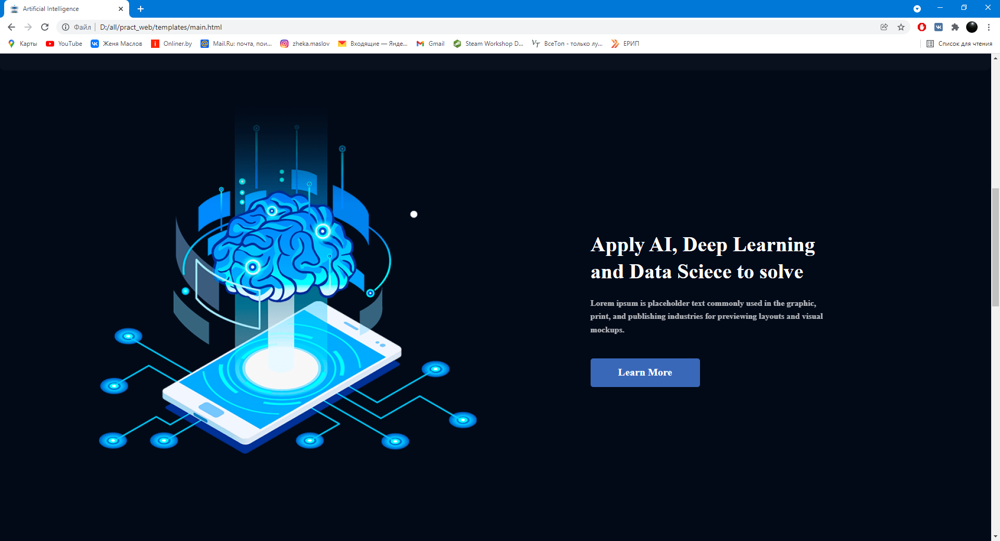 Artificial Intelligence
Файл | D:/all/pract_web/templates/main.html
Карты YouTube Женя Маслов Onliner.by Mail.Ru: почта, пои... zheka.maslov Входящие — Янде... Gmail Steam Workshop D... ВсеТоп - только лу... ЕРИП Список для чтения
Apply AI, Deep Learning
and Data Sciece to solve
Lorem ipsum is placeholder text commonly used in the graphic,
print, and publishing industries for previewing layouts and visual
mockups.
Learn More